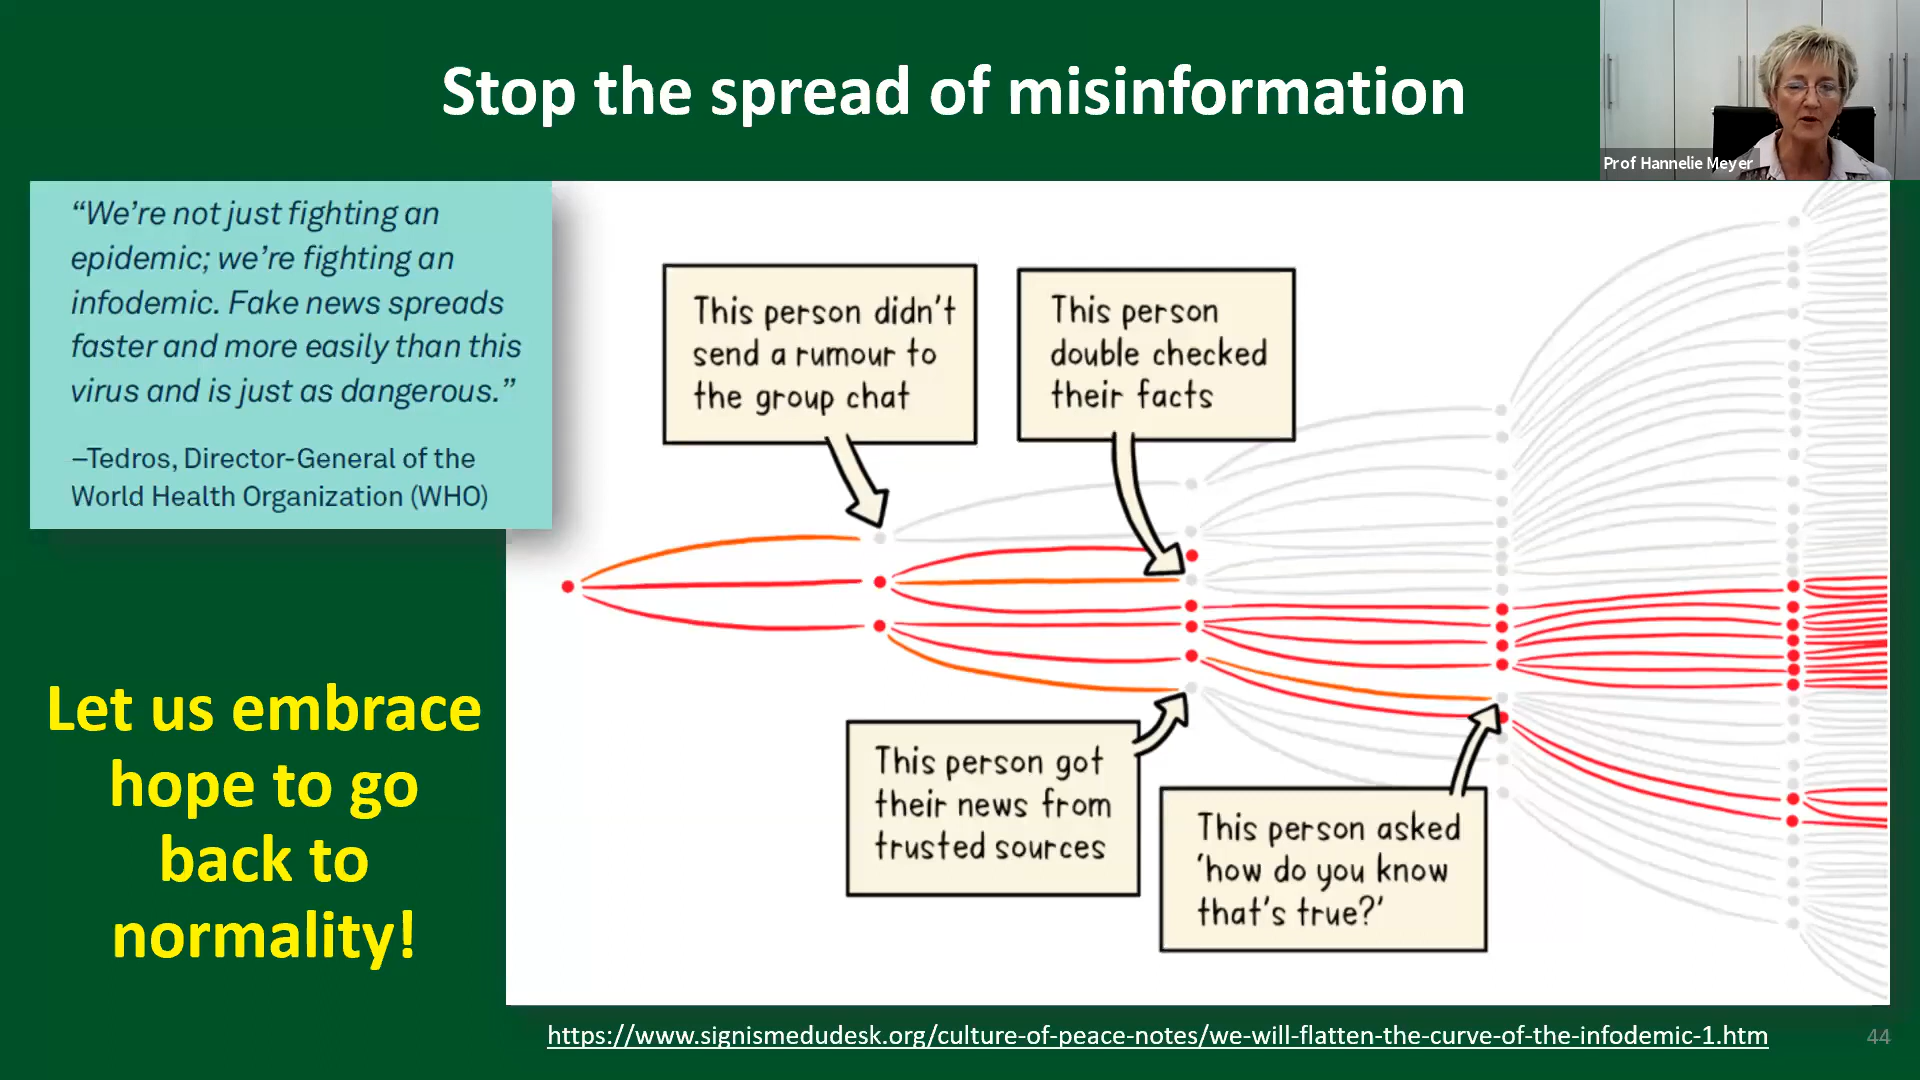 Stop the spread of misinformation
Prof Hannelie Meyer
“We’re not just fighting an
epidemic; we’re fighting an
infodemic. Fake news spreads
faster and more easily than this
virus and is just as dangerous.”
–Tedros, Director-General of the
World Health Organization (WHO)
This person didn’t
send a rumour to
the group chat
This person
double checked
their facts
This person got
their news from
trusted sources
This person asked
‘how do you know
that’s true?’
Let us embrace
hope to go
back to
normality!
https://www.signismedudesk.org/culture-of-peace-notes/we-will-flatten-the-curve-of-the-infodemic-1.htm
44